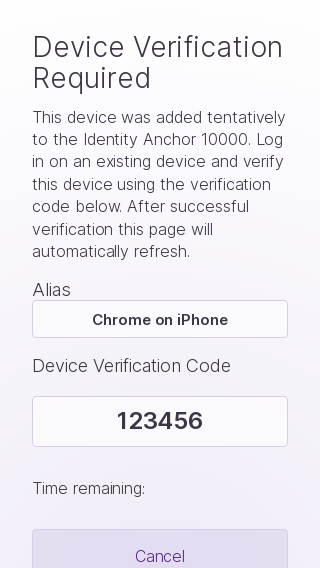 Device Verification
Required
This device was added tentatively
to the Identity Anchor 10000. Log
in on an existing device and verify
this device using the verification
code below. After successful
verification this page will
automatically refresh.
Alias
Chrome on iPhone
Device Verification Code
123456
Time remaining:
Cancel